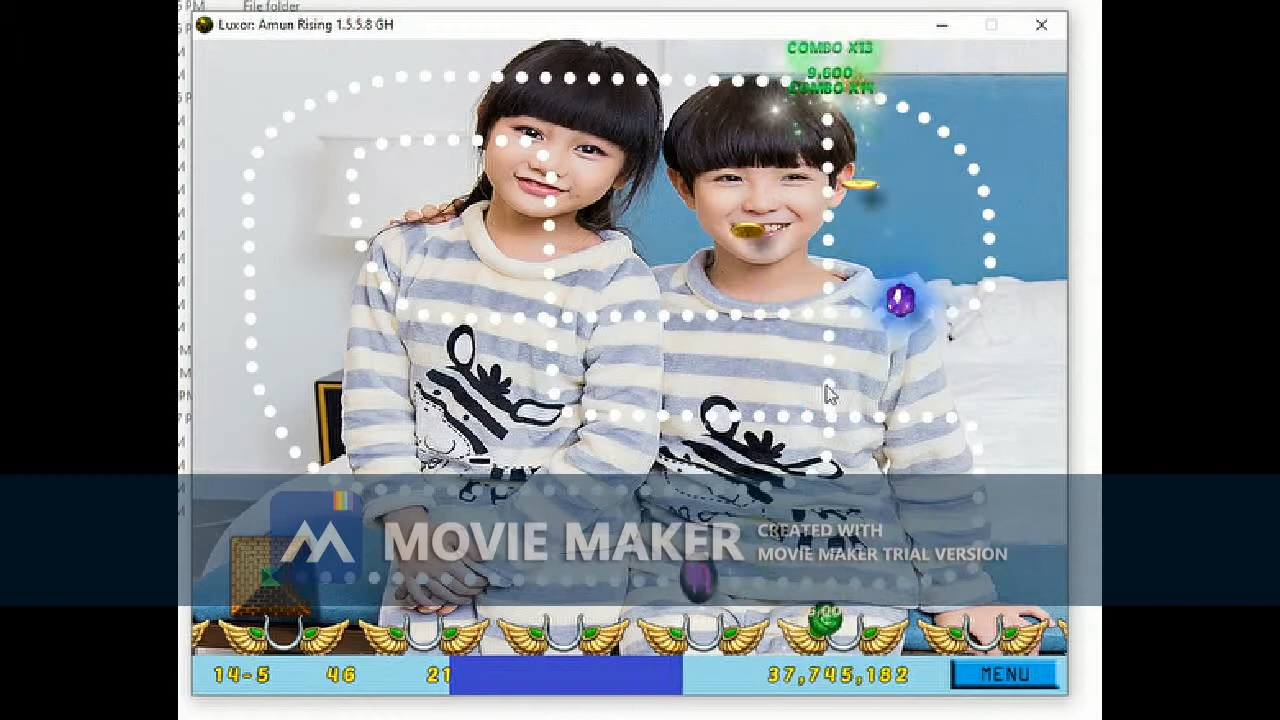 File folder
Luxor: Amun Rising 1.5.5.8 GH
COMBO X13
9,600
COMBO X14
MOVIE MAKER
CREATED WITH
MOVIE MAKER TRIAL VERSION
14-5
46
21
37,745,182
MENU